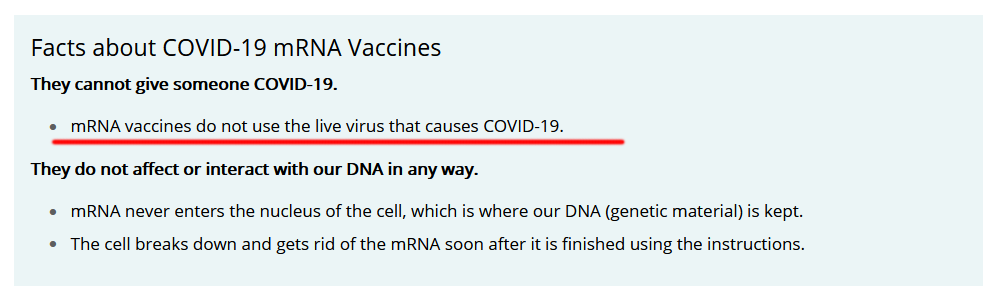 Facts about COVID-19 mRNA Vaccines
They cannot give someone COVID-19.
mRNA vaccines do not use the live virus that causes COVID-19.
They do not affect or interact with our DNA in any way.
mRNA never enters the nucleus of the cell, which is where our DNA (genetic material) is kept.
The cell breaks down and gets rid of the mRNA soon after it is finished using the instructions.